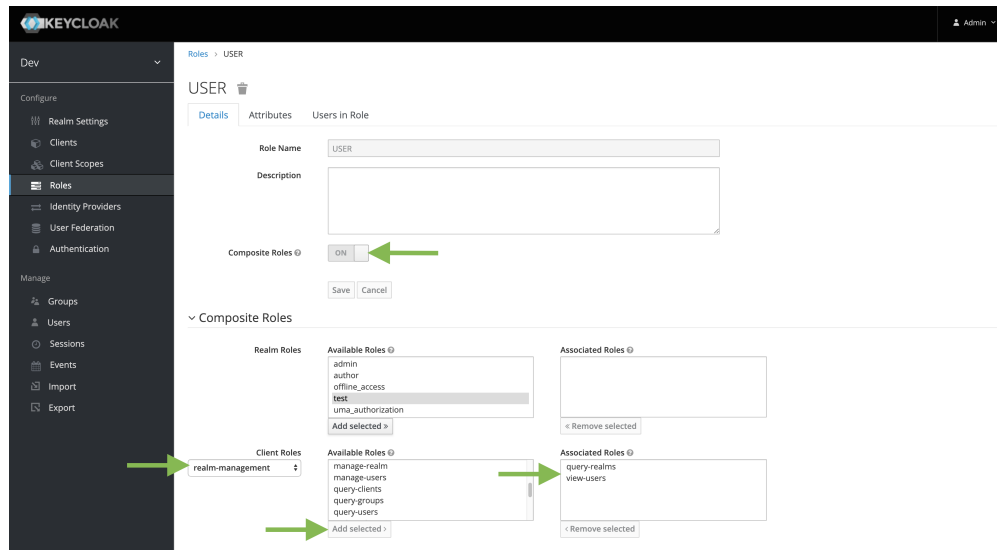 KEYCLOAK
Admin
Dev
Roles > USER
USER
Configure
Realm Settings
Clients
Client Scopes
Roles
Identity Providers
User Federation
Authentication
Manage
Groups
Users
Sessions
Events
Import
Export
Details Attributes Users in Role
Role Name USER
Description
Composite Roles ON
Save Cancel
Composite Roles
Realm Roles Available Roles Associated Roles
admin
author
offline_access
test
uma_authorization
Add selected » « Remove selected
Client Roles Available Roles Associated Roles
realm-management
manage-realm
manage-users
query-clients
query-groups
query-users
query-realms
view-users
Add selected › ‹ Remove selected